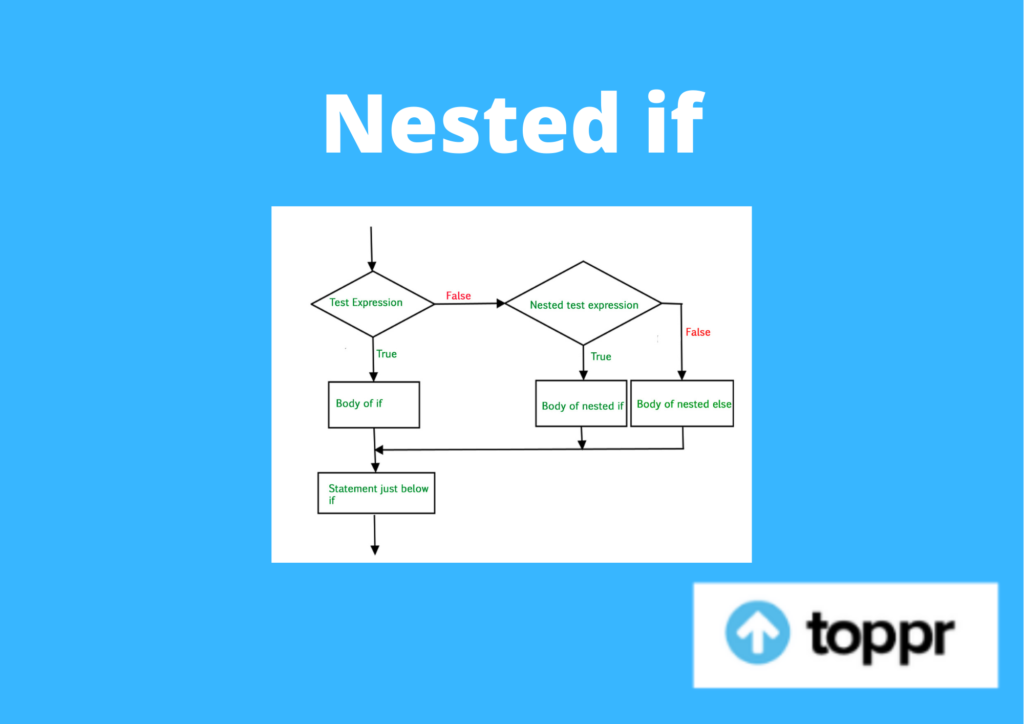 Nested if
Test Expression
False
Nested test expression
False
True
True
Body of if
Body of nested if
Body of nested else
Statement just below
if
toppr